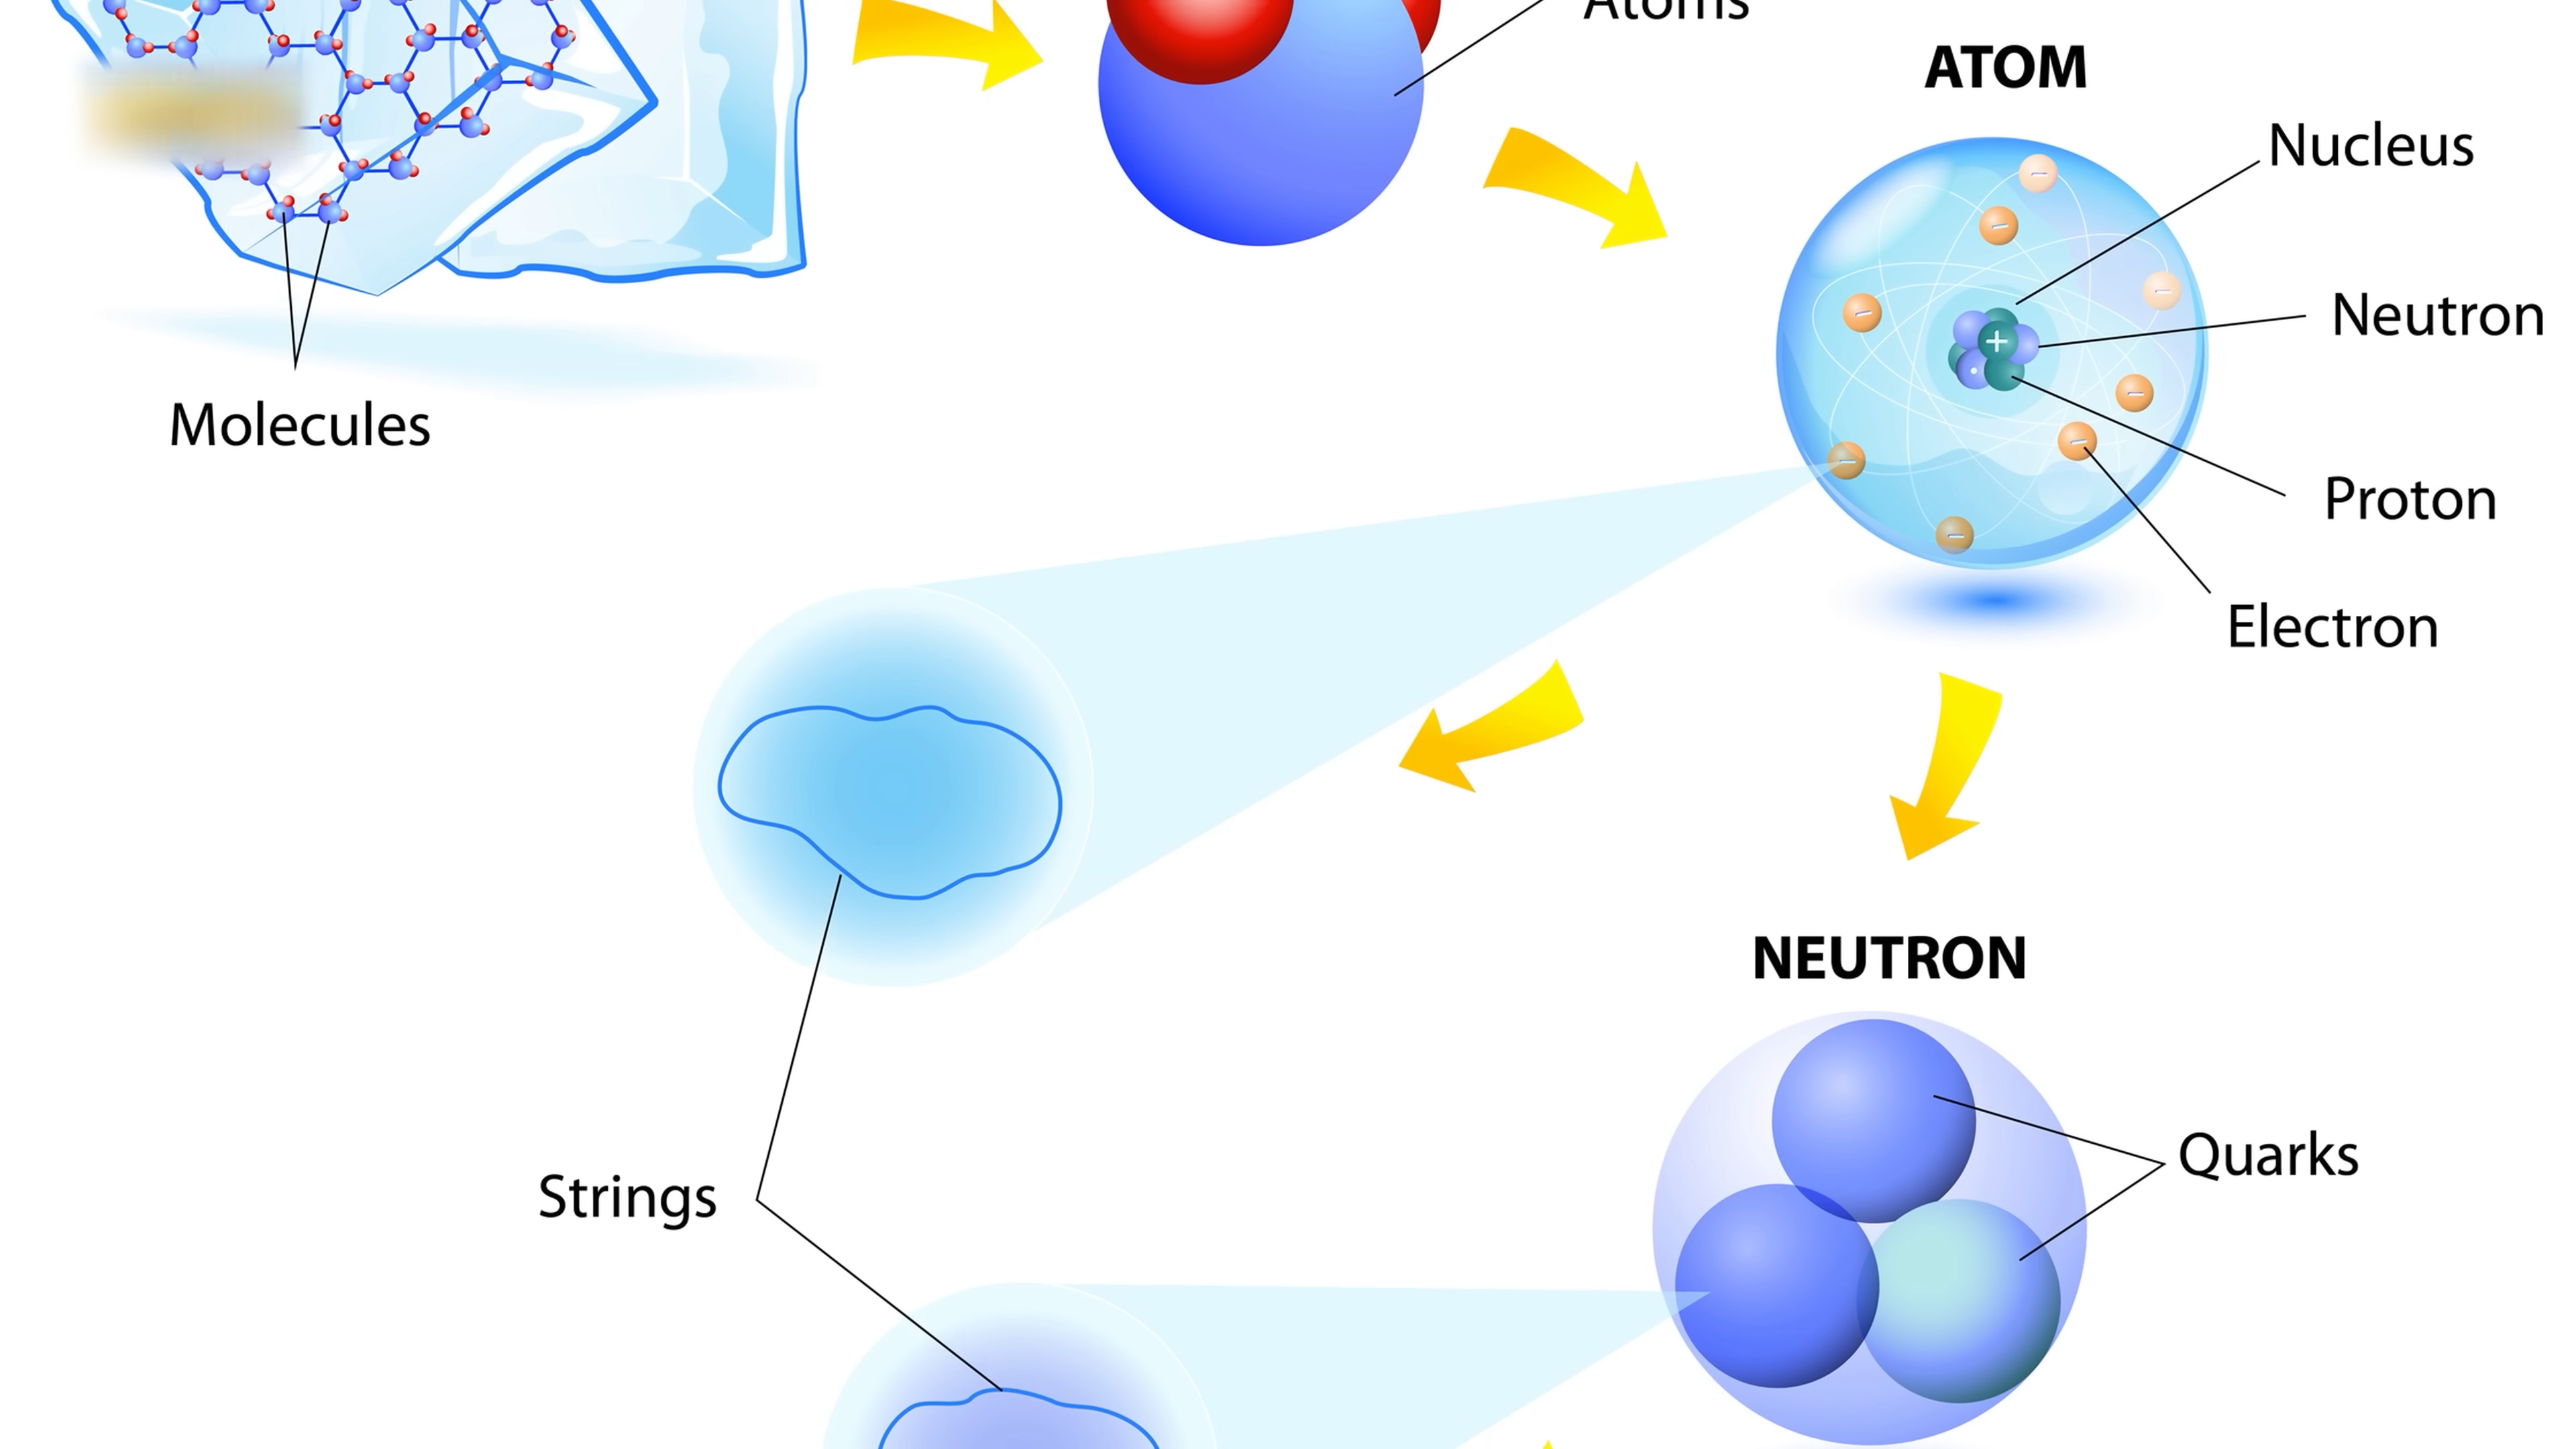 Atoms
ATOM
Nucleus
Neutron
Molecules
Proton
Electron
NEUTRON
Quarks
Strings